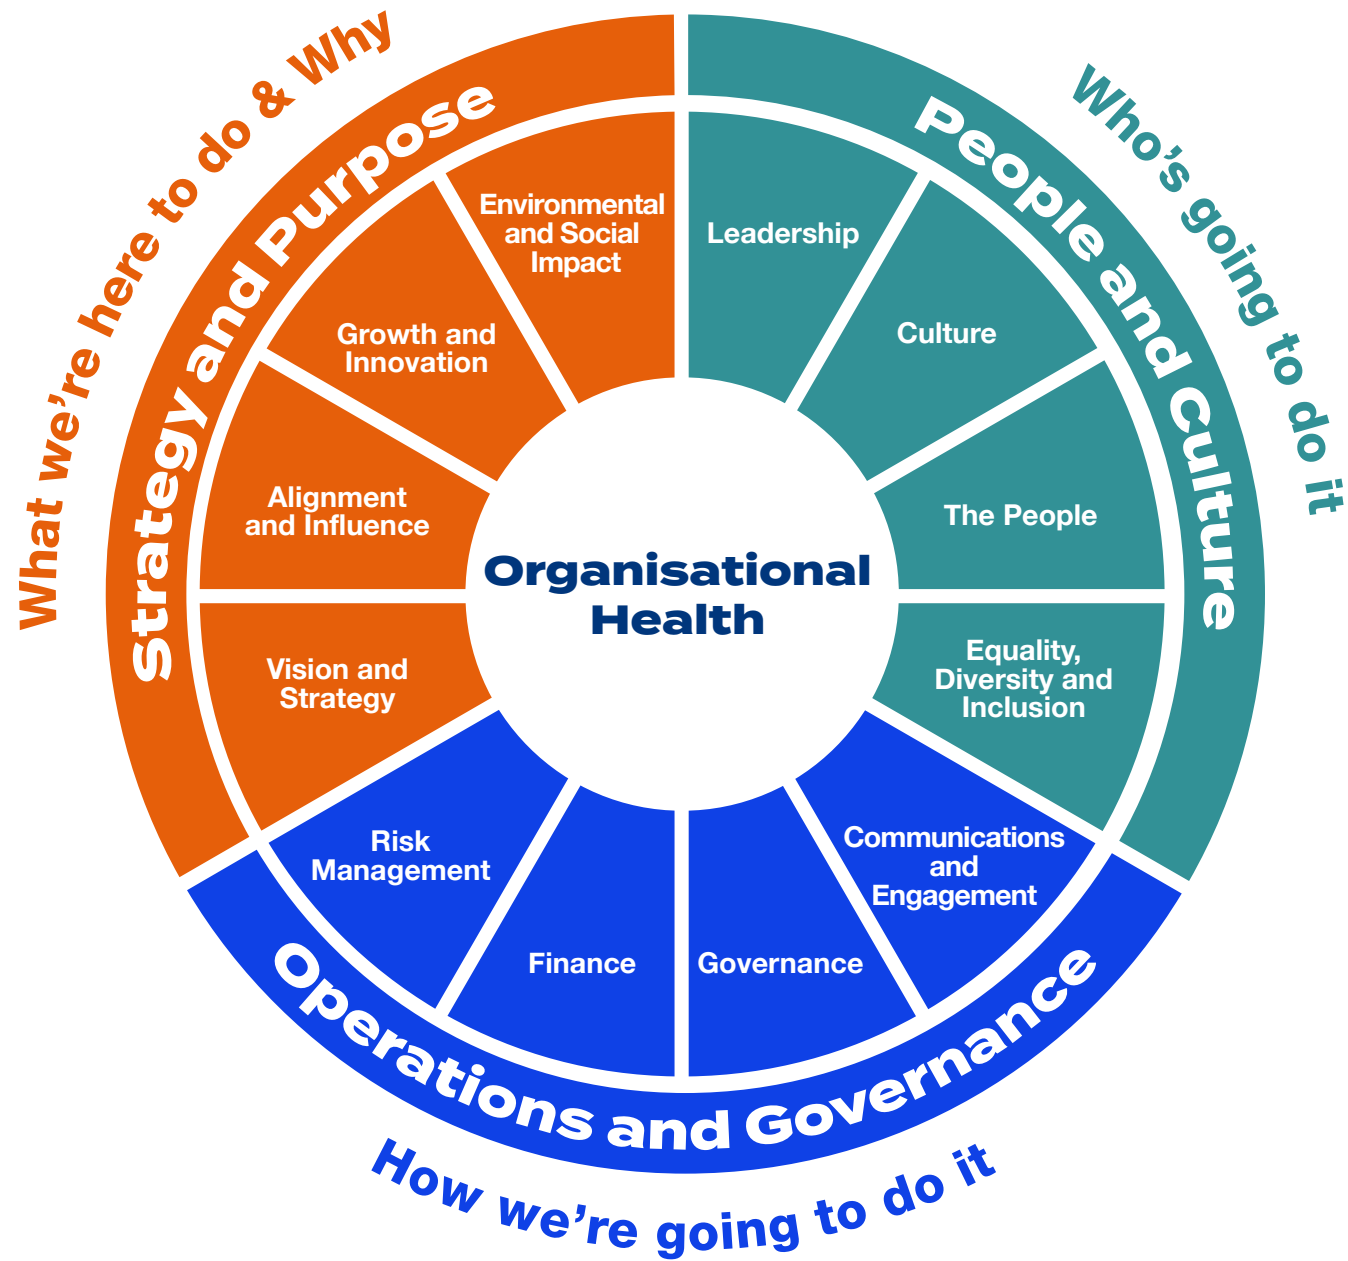 What we're here to do & Why
Strategy and Purpose
Environmental
and Social
Impact
Growth and
Innovation
Alignment
and Influence
Vision and
Strategy
Who's going to do it
People and Culture
Leadership
Culture
The People
Equality,
Diversity and
Inclusion
Organisational
Health
Risk
Management
Finance
Governance
Communications
and
Engagement
Operations and Governance
How we're going to do it